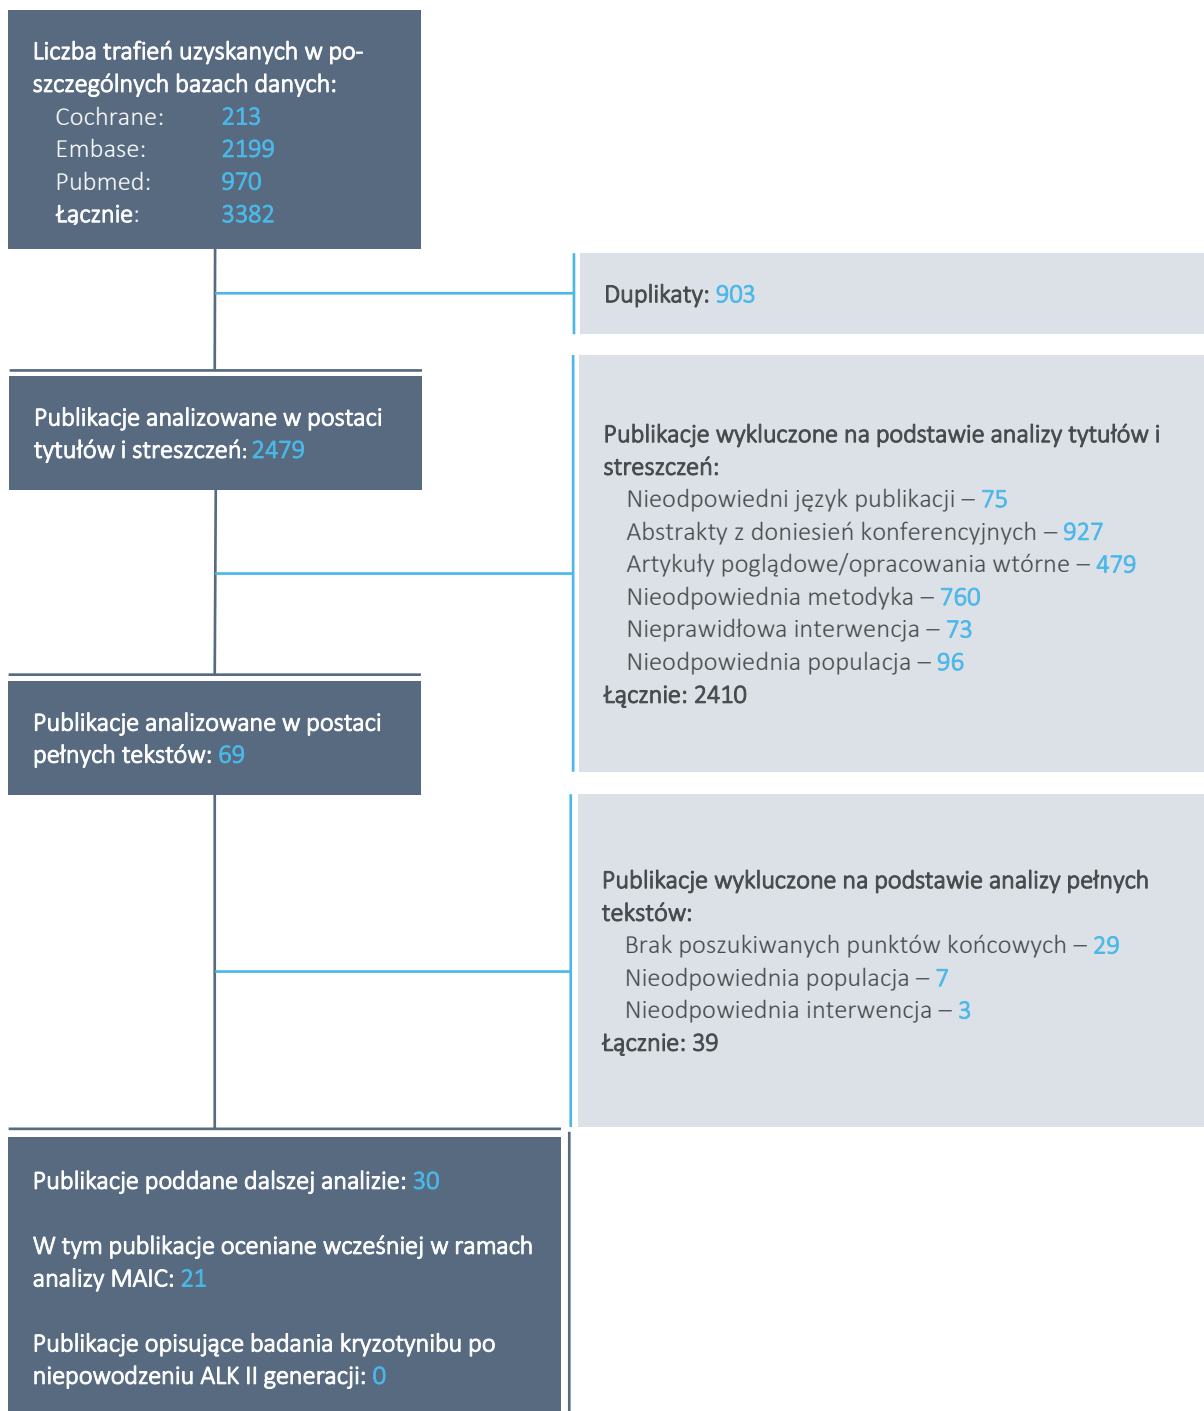 Liczba trafień uzyskanych w po-
szczególnych bazach danych:
Cochrane: 213
Embase: 2199
Pubmed: 970
Łącznie: 3382
Duplikaty: 903
Publikacje analizowane w postaci
tytułów i streszczeń: 2479
Publikacje wykluczone na podstawie analizy tytułów i
streszczeń:
Nieodpowiedni język publikacji – 75
Abstrakty z doniesień konferencyjnych – 927
Artykuły poglądowe/opracowania wtórne – 479
Nieodpowiednia metodyka – 760
Nieprawidłowa interwencja – 73
Nieodpowiednia populacja – 96
Łącznie: 2410
Publikacje analizowane w postaci
pełnych tekstów: 69
Publikacje wykluczone na podstawie analizy pełnych
tekstów:
Brak poszukiwanych punktów końcowych – 29
Nieodpowiednia populacja – 7
Nieodpowiednia interwencja – 3
Łącznie: 39
Publikacje poddane dalszej analizie: 30
W tym publikacje oceniane wcześniej w ramach
analizy MAIC: 21
Publikacje opisujące badania kryzotynibu po
niepowodzeniu ALK II generacji: 0